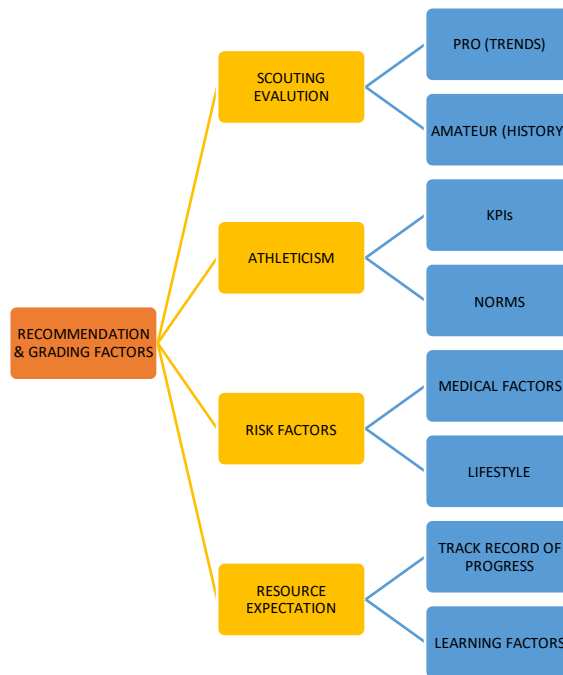 PRO (TRENDS)
SCOUTING
EVALUTION
AMATEUR (HISTORY
KPIs
ATHLETICISM
NORMS
RECOMMENDATION
& GRADING FACTORS
MEDICAL FACTORS
RISK FACTORS
LIFESTYLE
TRACK RECORD OF
PROGRESS
RESOURCE
EXPECTATION
LEARNING FACTORS